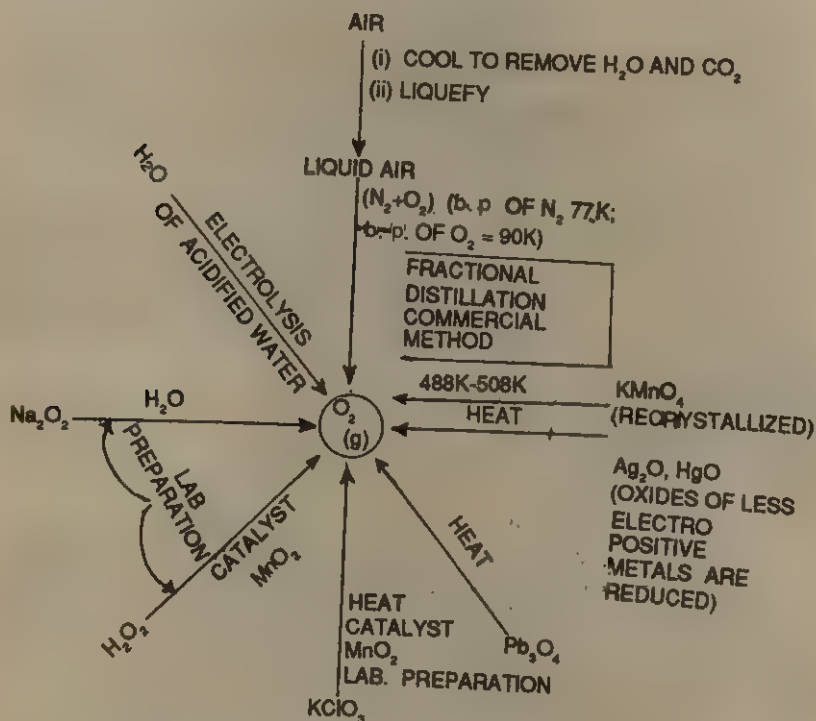 AIR
(i) COOL TO REMOVE H₂O AND CO₂
(ii) LIQUEFY
LIQUID AIR
(N₂+O₂) (b. p OF N₂ 77K;
b. p. OF O₂ = 90K)
FRACTIONAL
DISTILLATION
COMMERCIAL
METHOD
H₂O
ELECTROLYSIS
OF ACIDIFIED WATER
488K-508K
HEAT
KMnO₄
(RECRYSTALLIZED)
Na₂O₂
H₂O
O₂
(g)
LAB
PREPARATION
Ag₂O, HgO
(OXIDES OF LESS
ELECTRO
POSITIVE
METALS ARE
REDUCED)
CATALYST
MnO₂
H₂O₂
HEAT
CATALYST
MnO₂
LAB. PREPARATION
KClO₃
HEAT
Pb₃O₄